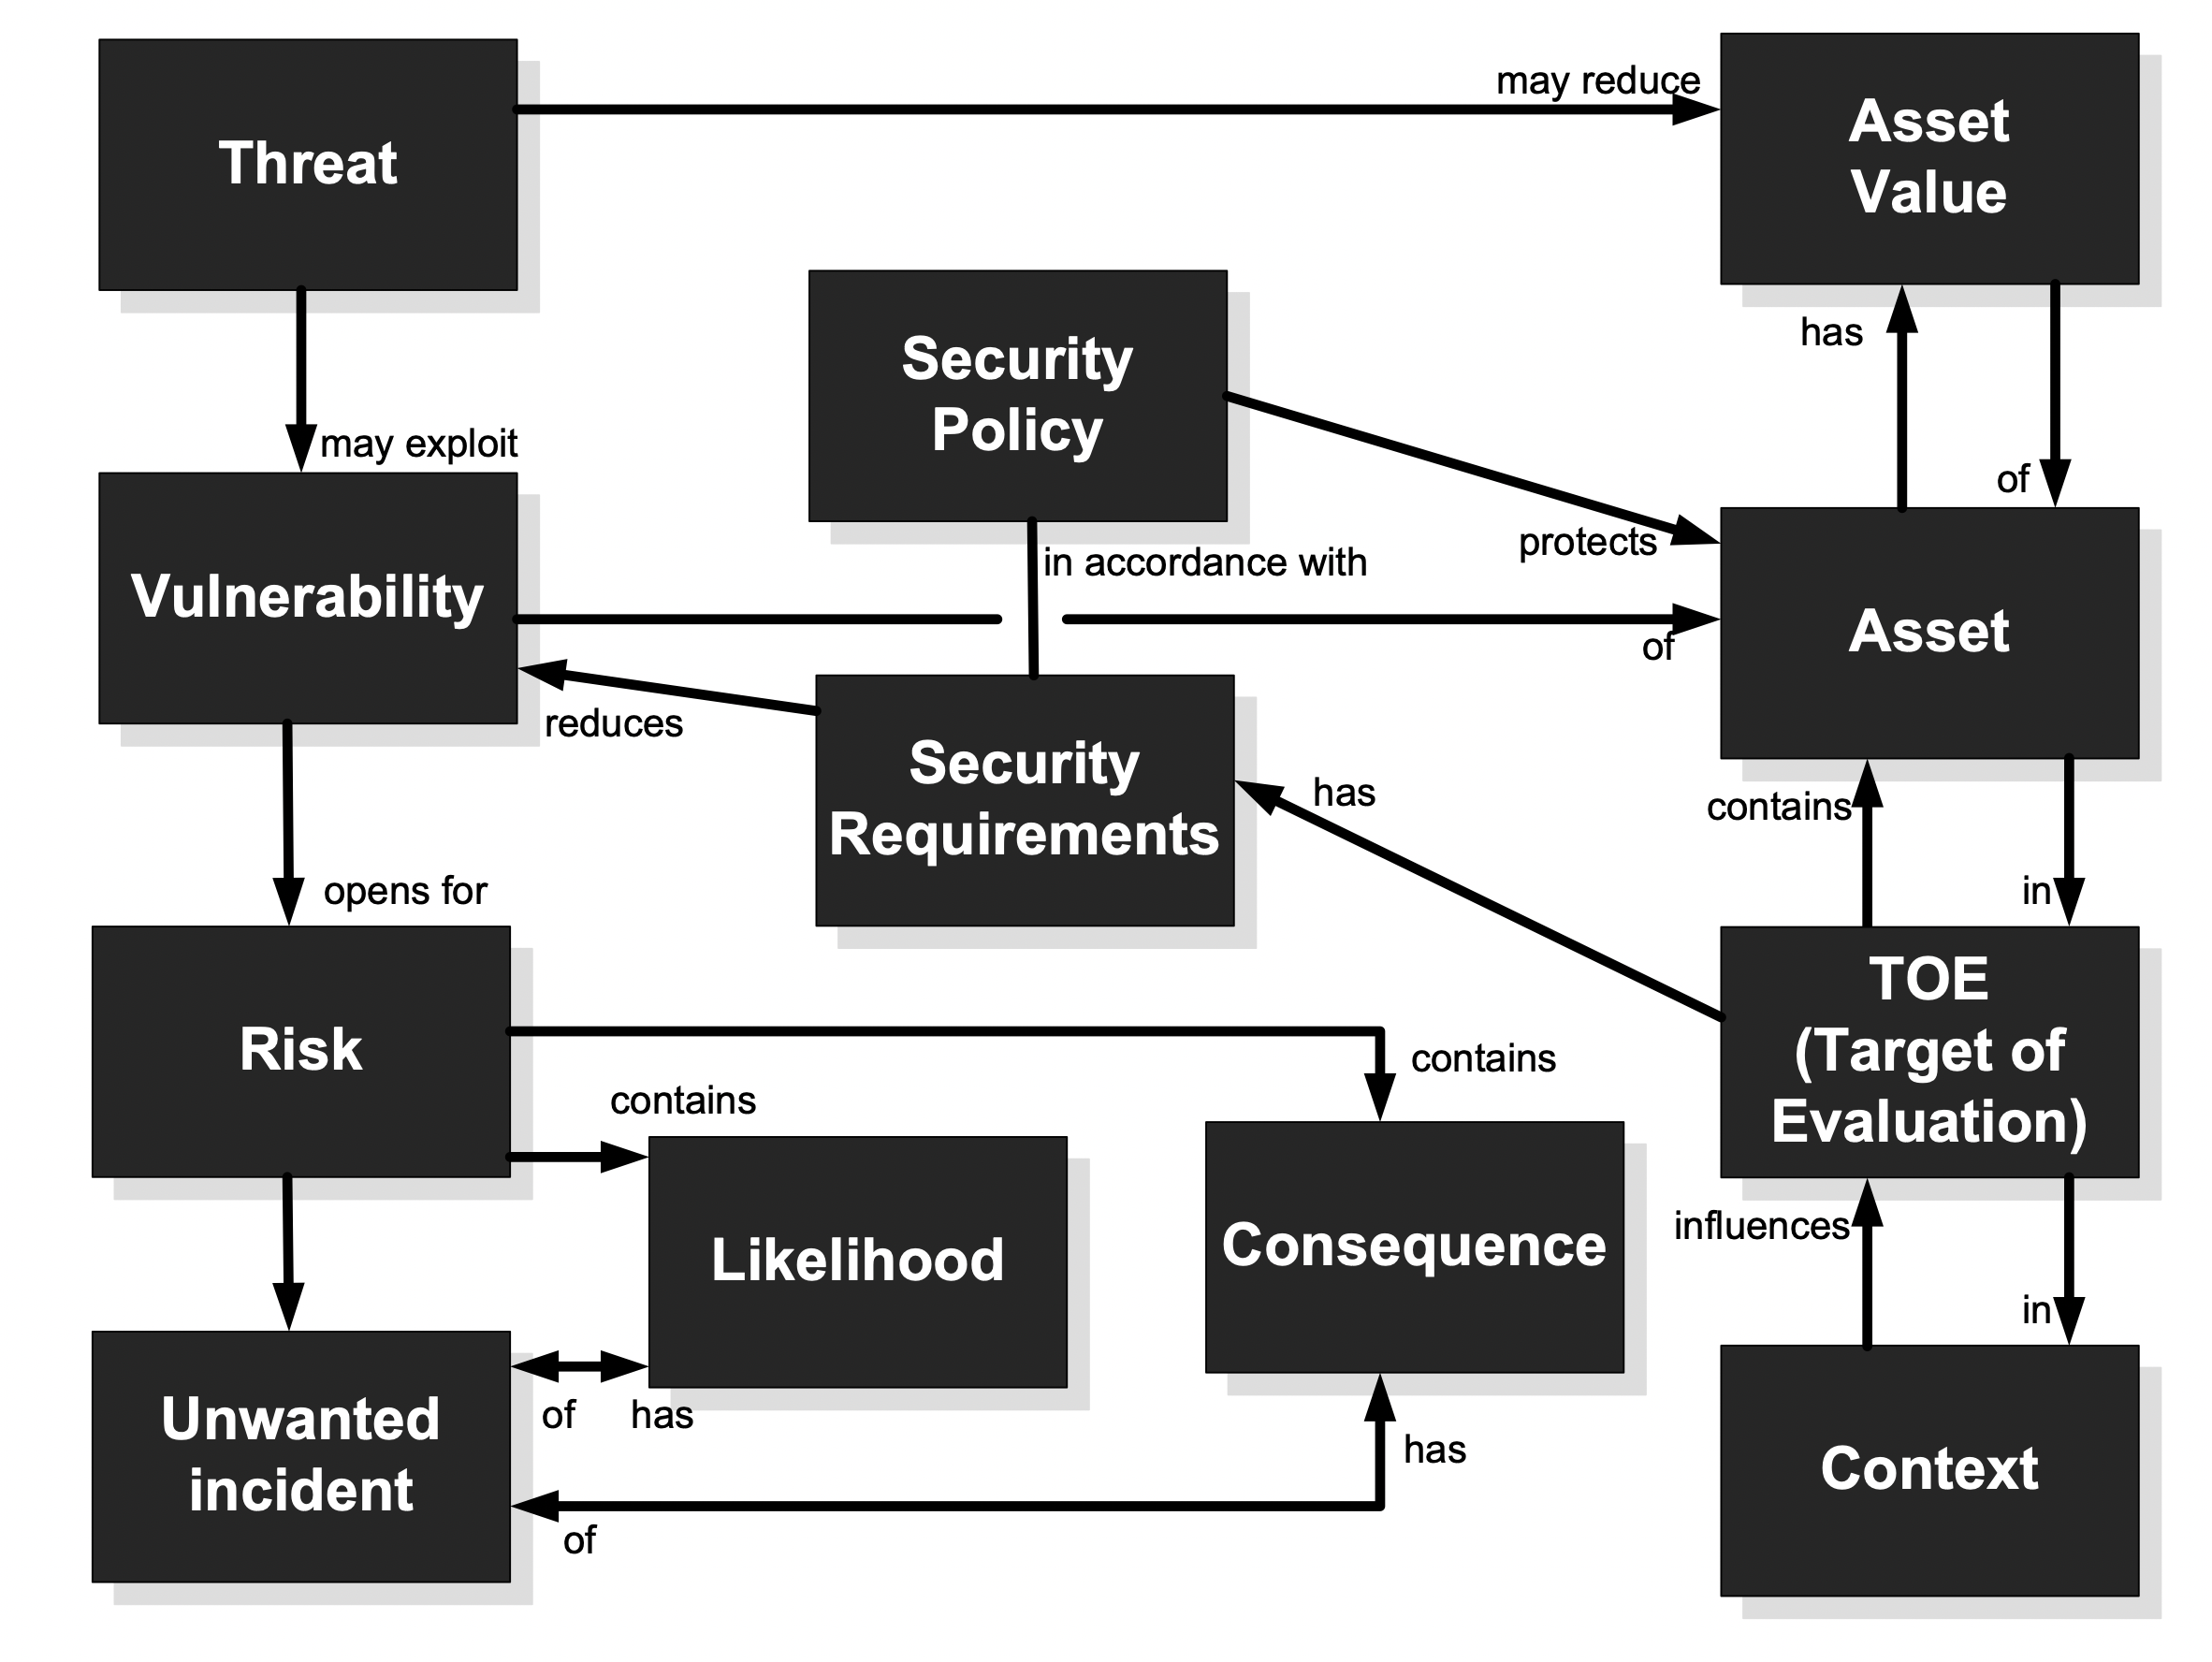 Threat
may reduce
Asset
Value
has
of
Security
Policy
may exploit
protects
in accordance with
Vulnerability
of
Asset
reduces
Security
Requirements
has
contains
in
opens for
TOE
(Target of
Evaluation)
Risk
contains
contains
influences
in
Likelihood
Consequence
of
has
has
Unwanted
incident
of
Context